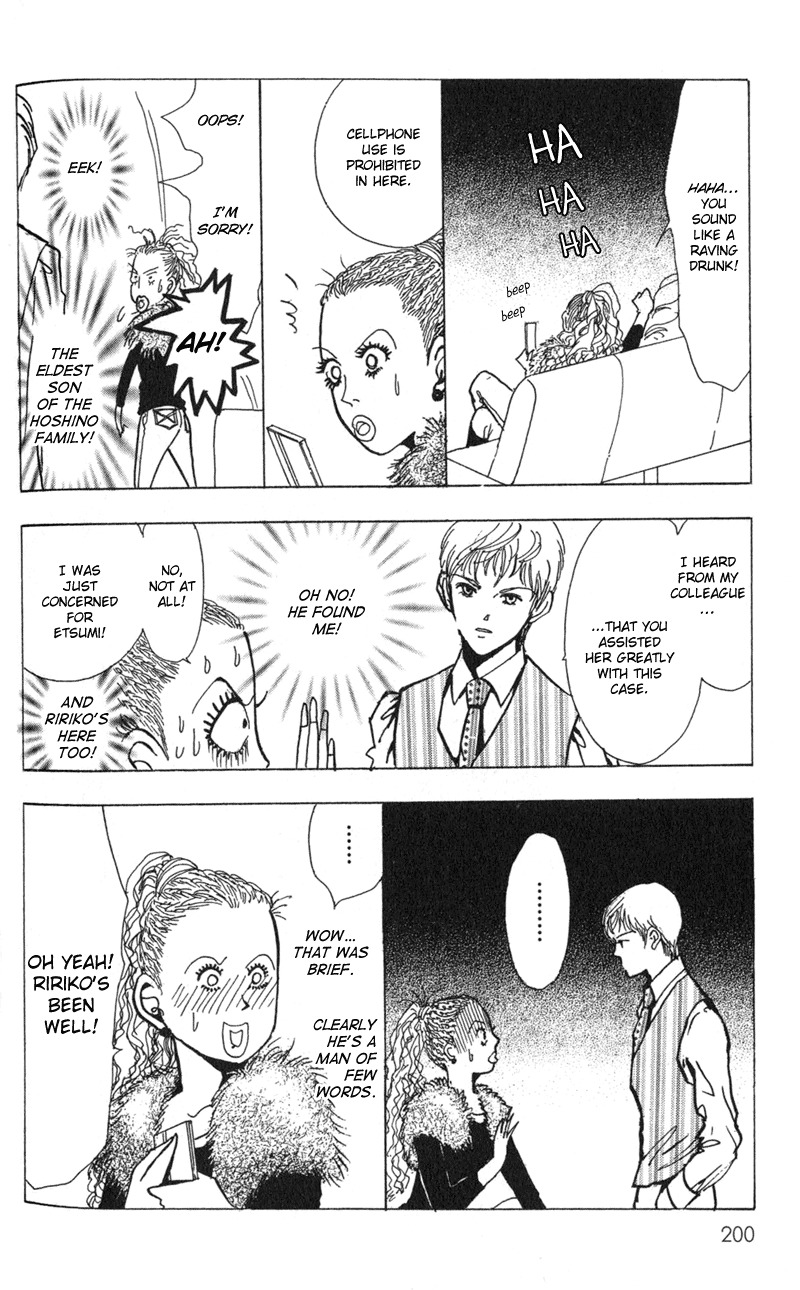 HAHA...
YOU
SOUND
LIKE A
RAVING
DRUNK!
HA
HA
HA
beep
beep
CELLPHONE
USE IS
PROHIBITED
IN HERE.
OOPS!
I'M
SORRY!
AH!
EEK!
THE
ELDEST
SON
OF THE
HOSHINO
FAMILY!
I HEARD
FROM MY
COLLEAGUE
...
...THAT YOU
ASSISTED
HER GREATLY
WITH THIS
CASE.
OH NO!
HE FOUND
ME!
NO,
NOT AT
ALL!
I WAS
JUST
CONCERNED
FOR
ETSUMI!
AND
RIRIKO'S
HERE
TOO!
.........
......
WOW...
THAT WAS
BRIEF.
CLEARLY
HE'S A
MAN OF
FEW
WORDS.
OH YEAH!
RIRIKO'S
BEEN
WELL!
200